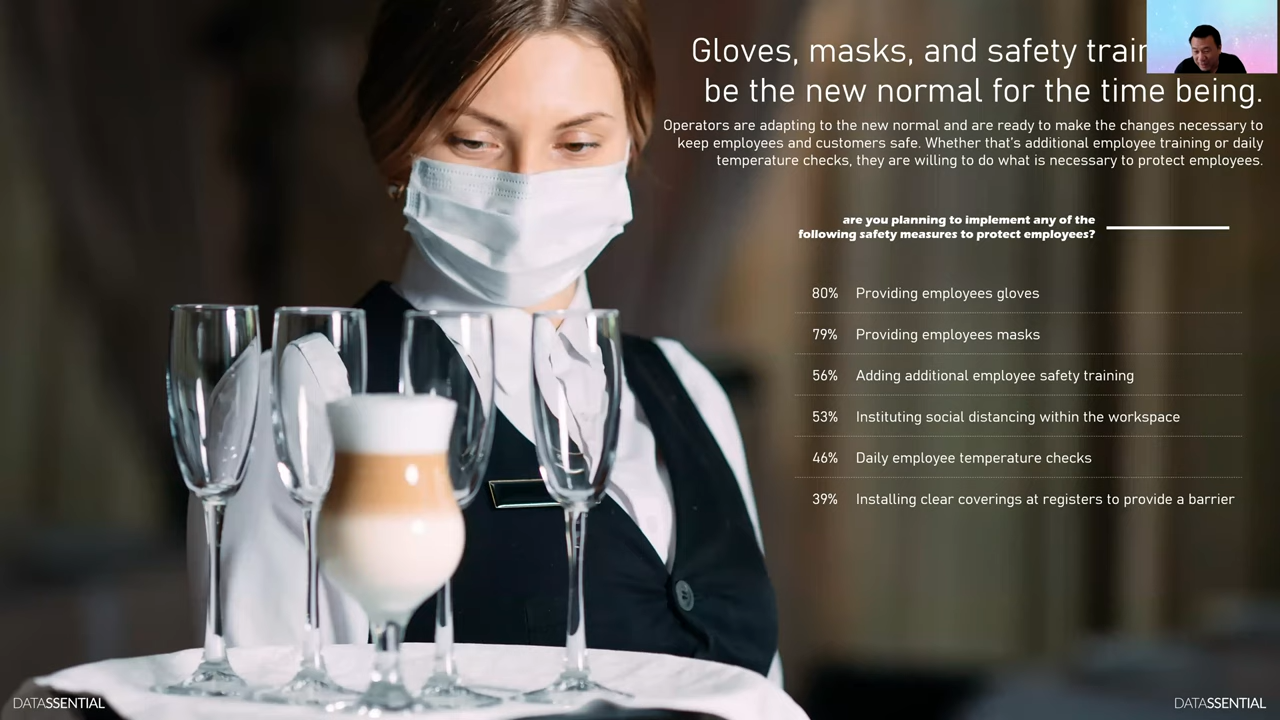 Gloves, masks, and safety
be the new normal for the time being.
Operators are adapting to the new normal and are ready to make the changes necessary to
keep employees and customers safe. Whether that's additional employee training or daily
temperature checks, they are willing to do what is necessary to protect employees.
are you planning to implement any of the
following safety measures to protect employees?
80% Providing employees gloves
79% Providing employees masks
56% Adding additional employee safety training
53% Instituting social distancing within the workspace
46% Daily employee temperature checks
39% Installing clear coverings at registers to provide a barrier
DATASSENTIAL
DATASSENTIAL